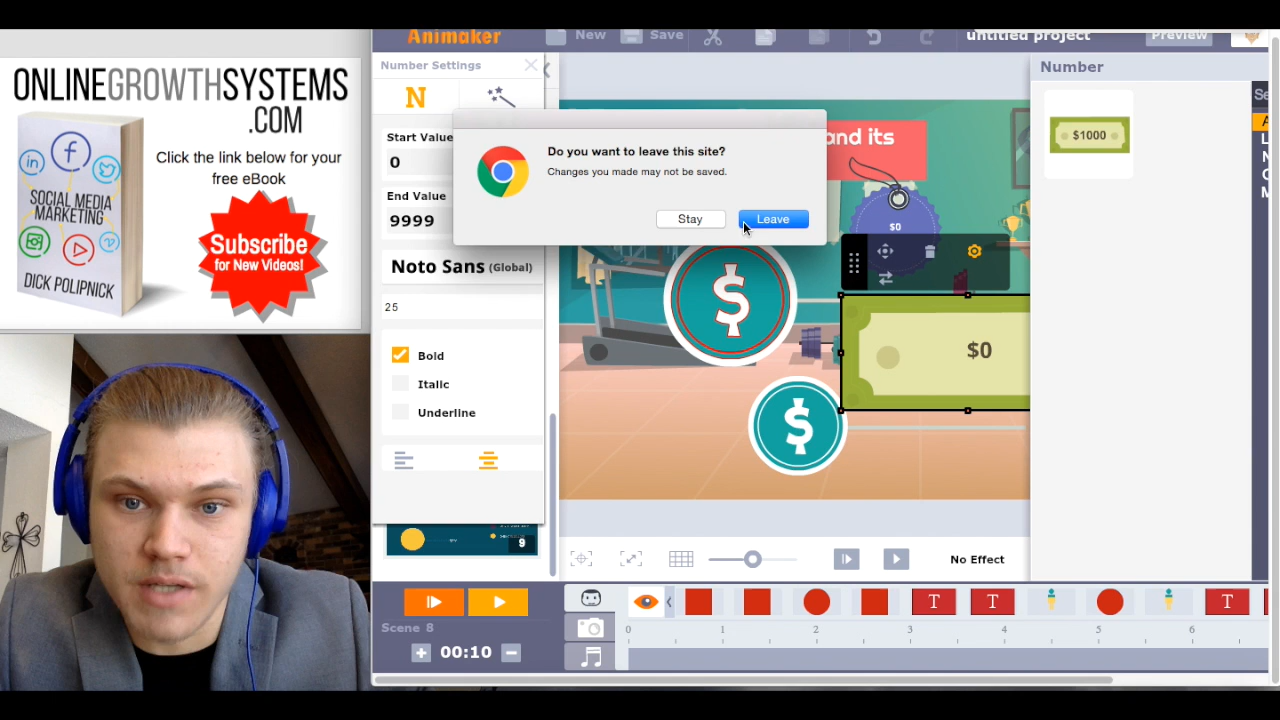 ONLINEGROWTHSYSTEMS
.COM
Click the link below for your
free eBook
SOCIAL MEDIA
MARKETING
DICK POLIPNICK
Subscribe
for New Videos!
Animaker
New
Save
untitled project
Preview
Number Settings
N
Start Value
0
End Value
9999
Noto Sans (Global)
25
Bold
Italic
Underline
9
Do you want to leave this site?
Changes you made may not be saved.
Stay
Leave
and its
$0
$
$
$0
Number
$1000
No Effect
Scene 8
00:10
T
T
T
0
1
2
3
4
5
6